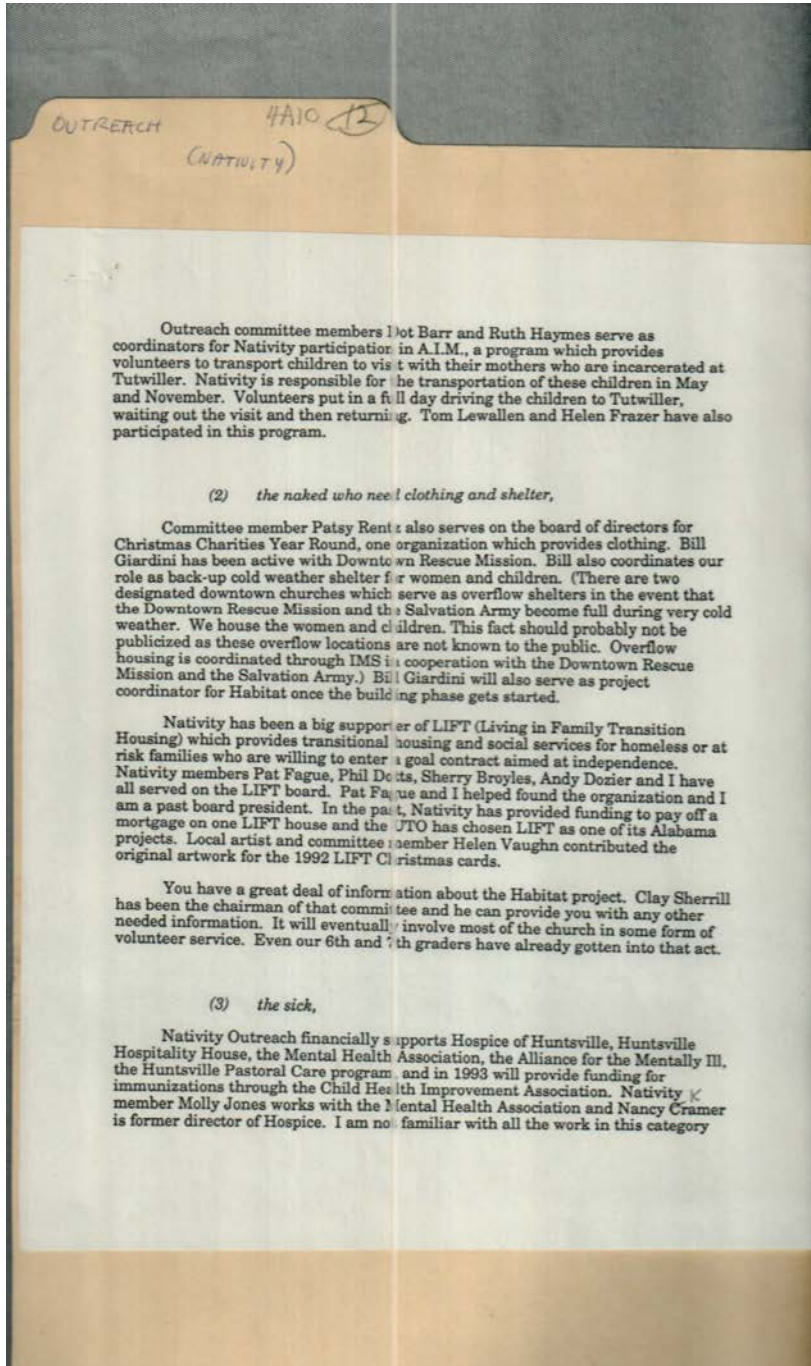 OUTREACH 4A10 12
(NATIVITY)
Outreach committee members Dot Barr and Ruth Haymes serve as
coordinators for Nativity participation in A.I.M., a program which provides
volunteers to transport children to visit with their mothers who are incarcerated at
Tutwiller. Nativity is responsible for the transportation of these children in May
and November. Volunteers put in a full day driving the children to Tutwiller,
waiting out the visit and then returning. Tom Lewallen and Helen Frazer have also
participated in this program.
(2) the naked who need clothing and shelter,
Committee member Patsy Rentz also serves on the board of directors for
Christmas Charities Year Round, one organization which provides clothing. Bill
Giardini has been active with Downtown Rescue Mission. Bill also coordinates our
role as back-up cold weather shelter for women and children. (There are two
designated downtown churches which serve as overflow shelters in the event that
the Downtown Rescue Mission and the Salvation Army become full during very cold
weather. We house the women and children. This fact should probably not be
publicized as these overflow locations are not known to the public. Overflow
housing is coordinated through IMS in cooperation with the Downtown Rescue
Mission and the Salvation Army.) Bill Giardini will also serve as project
coordinator for Habitat once the building phase gets started.
Nativity has been a big supporter of LIFT (Living in Family Transition
Housing) which provides transitional housing and social services for homeless or at
risk families who are willing to enter a goal contract aimed at independence.
Nativity members Pat Fague, Phil Dotts, Sherry Broyles, Andy Dozier and I have
all served on the LIFT board. Pat Fague and I helped found the organization and I
am a past board president. In the past, Nativity has provided funding to pay off a
mortgage on one LIFT house and the UTO has chosen LIFT as one of its Alabama
projects. Local artist and committee member Helen Vaughn contributed the
original artwork for the 1992 LIFT Christmas cards.
You have a great deal of information about the Habitat project. Clay Sherrill
has been the chairman of that committee and he can provide you with any other
needed information. It will eventually involve most of the church in some form of
volunteer service. Even our 6th and 7th graders have already gotten into that act.
(3) the sick,
Nativity Outreach financially supports Hospice of Huntsville, Huntsville
Hospitality House, the Mental Health Association, the Alliance for the Mentally Ill,
the Huntsville Pastoral Care program and in 1993 will provide funding for
immunizations through the Child Health Improvement Association. Nativity K
member Molly Jones works with the Mental Health Association and Nancy Cramer
is former director of Hospice. I am not familiar with all the work in this category